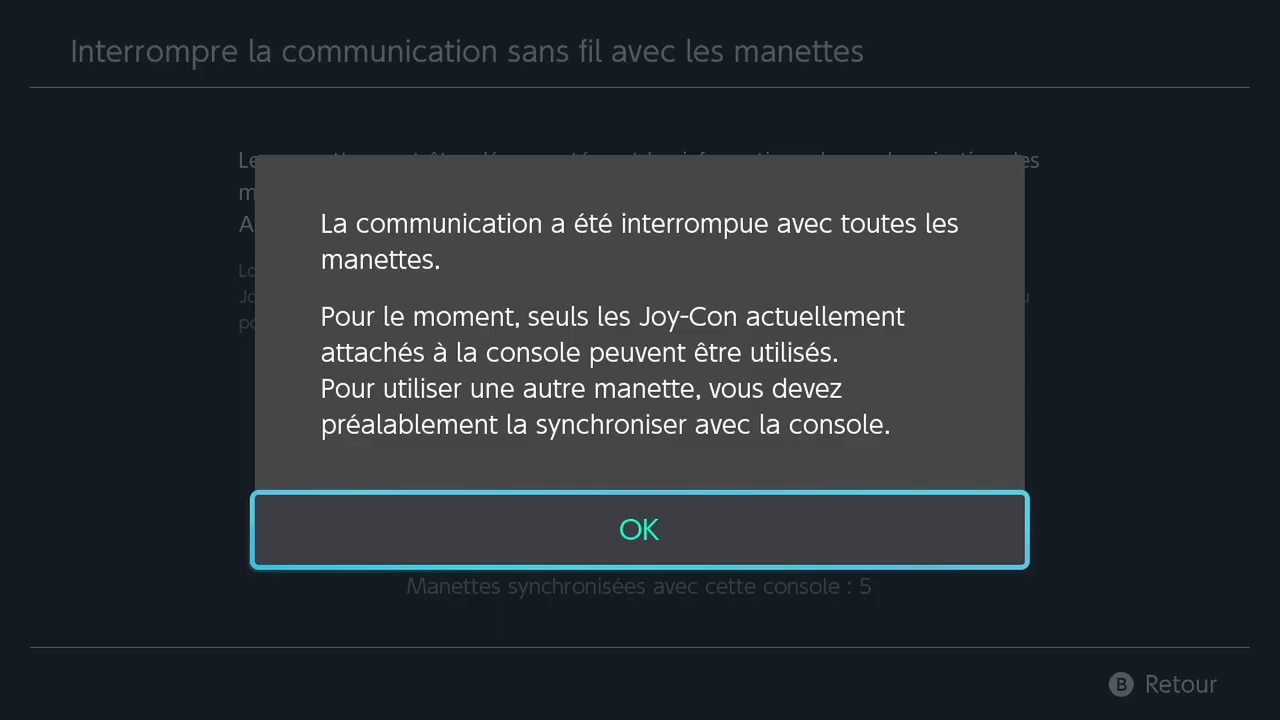 Interrompre la communication sans fil avec les manettes
La communication a été interrompue avec toutes les
manettes.
Pour le moment, seuls les Joy-Con actuellement
attachés à la console peuvent être utilisés.
Pour utiliser une autre manette, vous devez
préalablement la synchroniser avec la console.
OK
Manettes synchronisées avec cette console : 5
B Retour